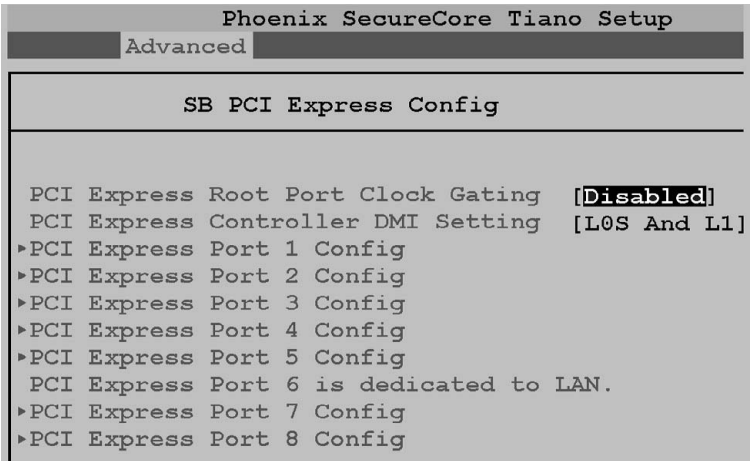 Phoenix SecureCore Tiano Setup
Advanced
SB PCI Express Config
PCI Express Root Port Clock Gating [Disabled]
PCI Express Controller DMI Setting [L0S And L1]
▸PCI Express Port 1 Config
▸PCI Express Port 2 Config
▸PCI Express Port 3 Config
▸PCI Express Port 4 Config
▸PCI Express Port 5 Config
PCI Express Port 6 is dedicated to LAN.
▸PCI Express Port 7 Config
▸PCI Express Port 8 Config